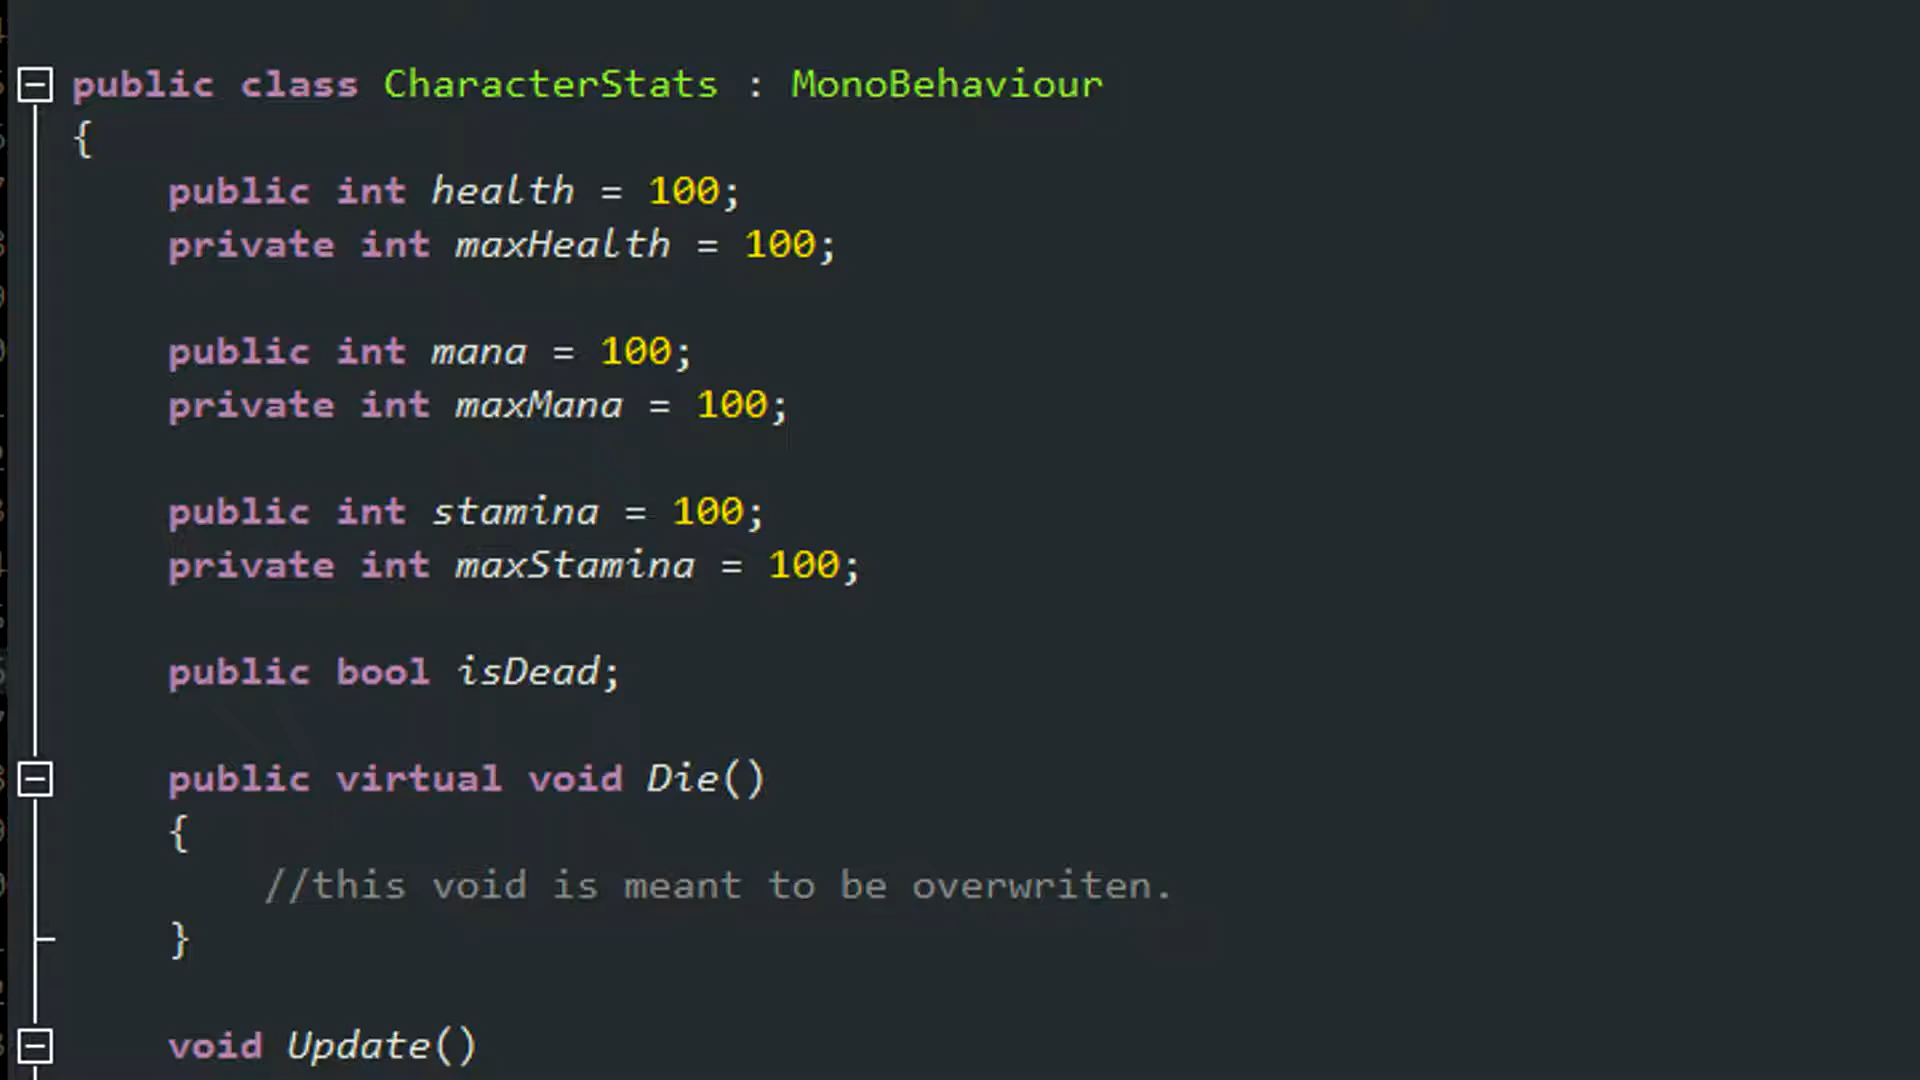 public class CharacterStats : MonoBehaviour
{
public int health = 100;
private int maxHealth = 100;
public int mana = 100;
private int maxMana = 100;
public int stamina = 100;
private int maxStamina = 100;
public bool isDead;
public virtual void Die()
{
//this void is meant to be overwriten.
}
void Update()